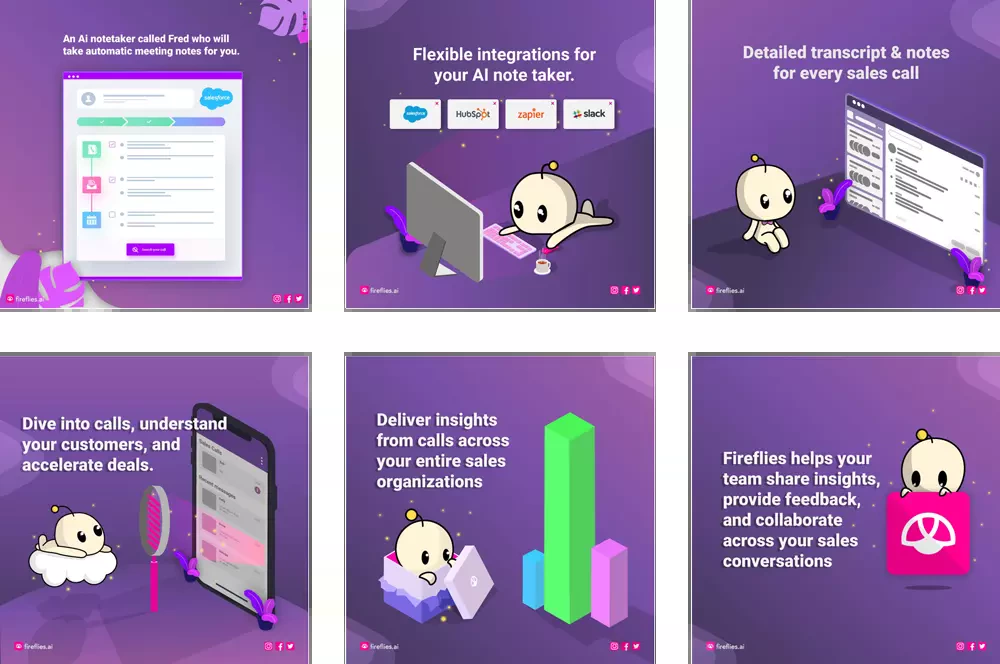 An Ai notetaker called Fred who will
take automatic meeting notes for you.
salesforce
fireflies.ai
Flexible integrations for
your AI note taker.
salesforce
HubSpot
zapier
slack
fireflies.ai
Detailed transcript & notes
for every sales call
fireflies.ai
Dive into calls, understand
your customers, and
accelerate deals.
Sales Calls
Recent messages
fireflies.ai
Deliver insights
from calls across
your entire sales
organizations
fireflies.ai
Fireflies helps your
team share insights,
provide feedback,
and collaborate
across your sales
conversations
fireflies.ai